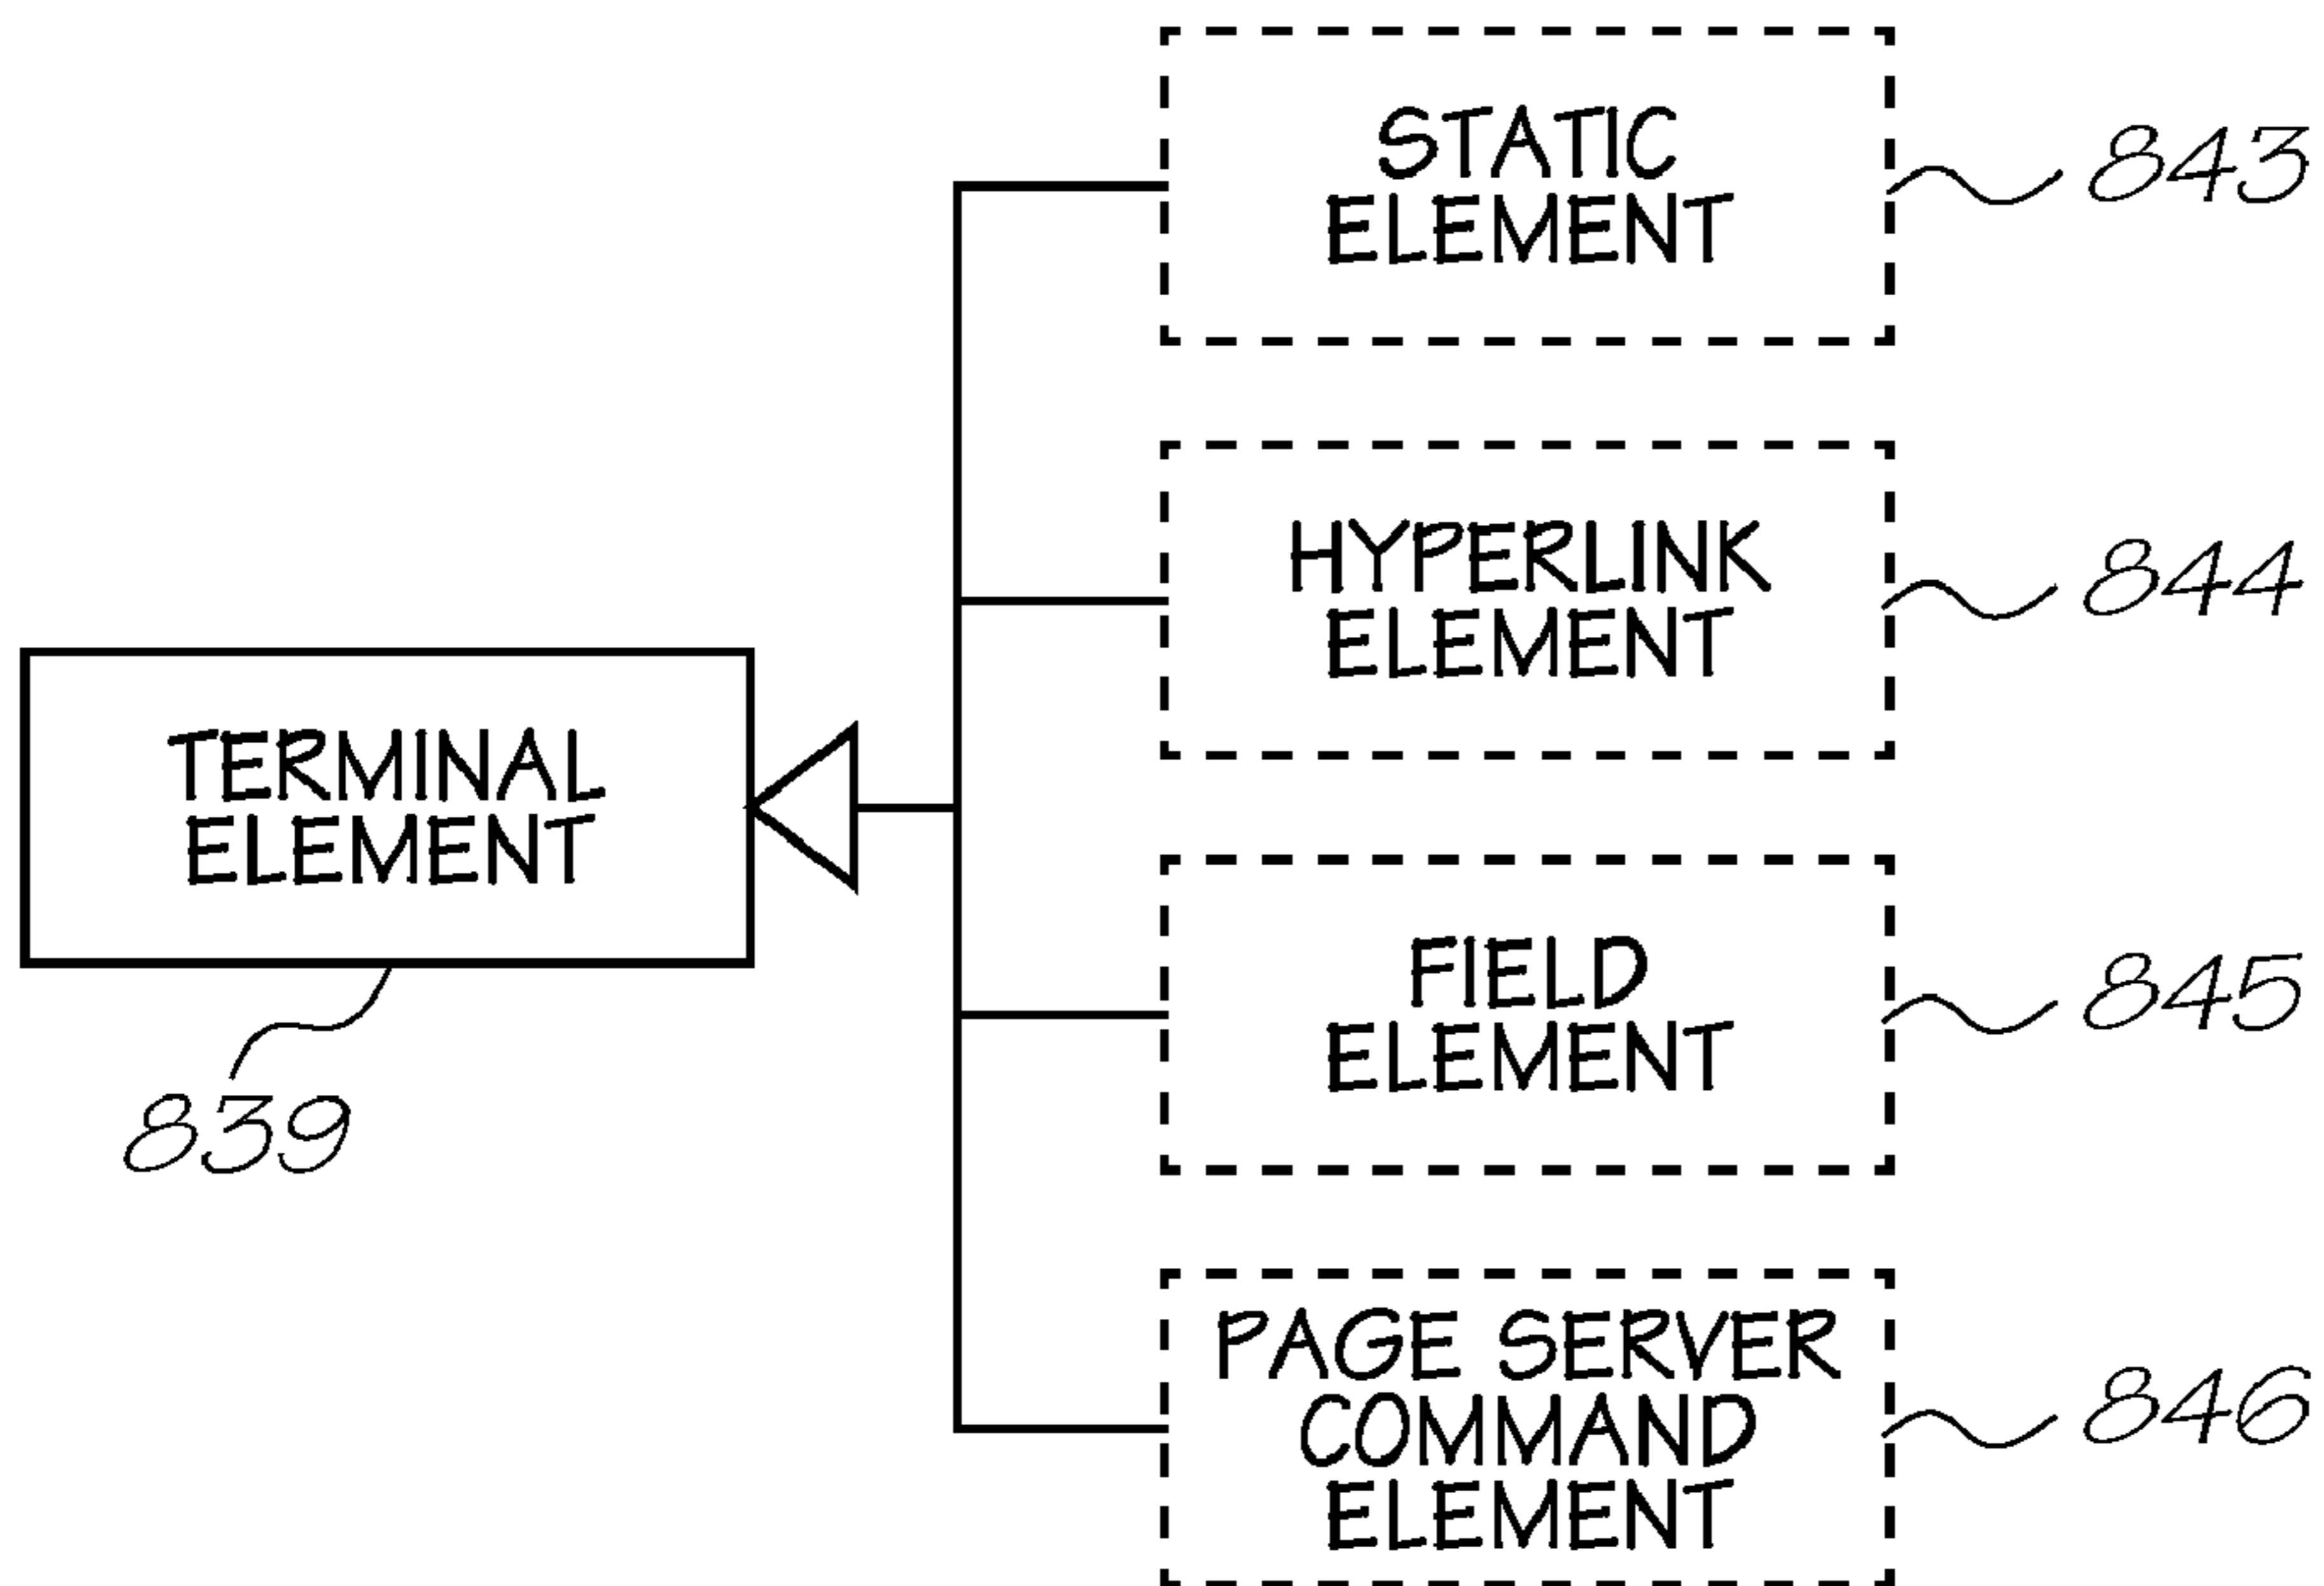 STATIC
ELEMENT
843
HYPERLINK
ELEMENT
844
TERMINAL
ELEMENT
839
FIELD
ELEMENT
845
PAGE SERVER
COMMAND
ELEMENT
846